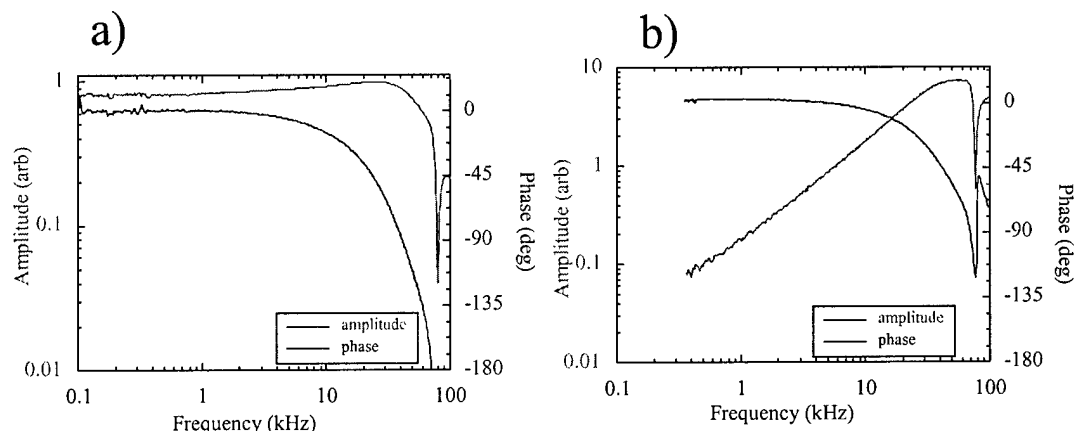 a)
1
0.1
0.01
Amplitude (arb)
0
-45
-90
-135
-180
Phase (deg)
amplitude
phase
0.1
1
10
100
Frequency (kHz)
b)
10
1
0.1
0.01
Amplitude (arb)
0
-45
-90
-135
-180
Phase (deg)
amplitude
phase
0.1
1
10
100
Frequency (kHz)